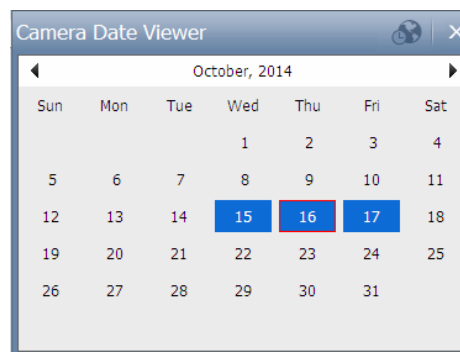 Camera Date Viewer
October, 2014
Sun Mon Tue Wed Thu Fri Sat
1 2 3 4
5 6 7 8 9 10 11
12 13 14 15 16 17 18
19 20 21 22 23 24 25
26 27 28 29 30 31